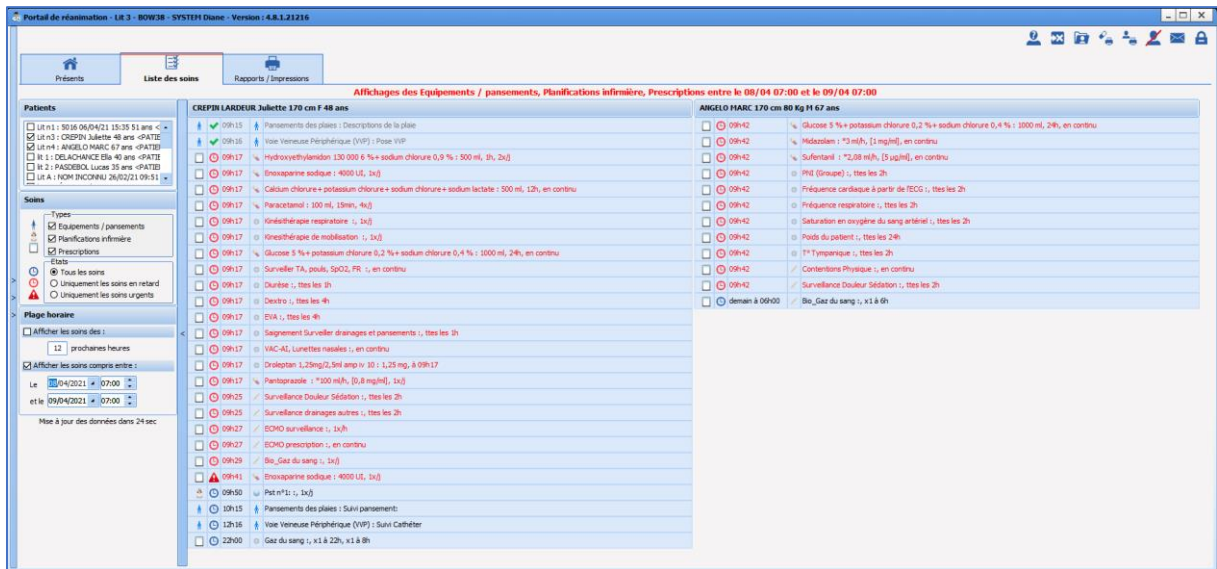 Portail de réanimation - Lit 3 - BOW38 - SYSTEM Diane - Version : 4.8.1.21216
Présents
Liste des soins
Rapports / Impressions
Affichages des Equipements / pansements, Planifications infirmière, Prescriptions entre le 08/04 07:00 et le 09/04 07:00
Patients
Lit n1 : 5016 06/04/21 15:35 51 ans <
Lit n3 : CREPIN Juliette 48 ans <PATIE
Lit n4 : ANGELO MARC 67 ans <PATIE
lit 1 : DELACHANCE Ella 40 ans <PATIE
lit 2 : PASDEBOL Lucas 35 ans <PATIE
Lit A : NOM INCONNU 26/02/21 09:51
Soins
Types
Equipements / pansements
Planifications infirmière
Prescriptions
Etats
Tous les soins
Uniquement les soins en retard
Uniquement les soins urgents
Plage horaire
Afficher les soins des :
12 prochaines heures
Afficher les soins compris entre :
Le /04/2021 07:00
et le 09/04/2021 07:00
Mise à jour des données dans 24 sec
CREPIN LARDEUR Juliette 170 cm F 48 ans
09h15 Pansements des plaies : Descriptions de la plaie
09h16 Voie Veineuse Périphérique (VVP) : Pose VVP
09h17 Hydroxyethylamidon 130 000 6 %+ sodium chlorure 0,9 % : 500 ml, 1h, 2x/j
09h17 Enoxaparine sodique : 4000 UI, 1x/j
09h17 Calcium chlorure+ potassium chlorure+ sodium chlorure+ sodium lactate : 500 ml, 12h, en continu
09h17 Paracetamol : 100 ml, 15min, 4x/j
09h17 Kinésithérapie respiratoire :, 1x/j
09h17 Kinesithérapie de mobilisation :, 1x/j
09h17 Glucose 5 %+ potassium chlorure 0,2 %+ sodium chlorure 0,4 % : 1000 ml, 24h, en continu
09h17 Surveiller TA, pouls, SpO2, FR :, en continu
09h17 Diurèse :, ttes les 1h
09h17 Dextro :, ttes les 4h
09h17 EVA :, ttes les 4h
09h17 Saignement Surveiller drainages et pansements :, ttes les 1h
09h17 VAC-AI, Lunettes nasales :, en continu
09h17 Droleptan 1,25mg/2,5ml amp iv 10 : 1,25 mg, à 09h17
09h17 Pantoprazole : *100 ml/h, [0,8 mg/ml], 1x/j
09h25 Surveillance Douleur Sédation :, ttes les 2h
09h25 Surveillance drainages autres :, ttes les 2h
09h27 ECMO surveillance :, 1x/h
09h27 ECMO prescription :, en continu
09h29 Bio_Gaz du sang :, 1x/j
09h41 Enoxaparine sodique : 4000 UI, 1x/j
09h50 Pst n°1: :, 1x/j
10h15 Pansements des plaies : Suivi pansement:
12h16 Voie Veineuse Périphérique (VVP) : Suivi Cathéter
22h00 Gaz du sang :, x1 à 22h, x1 à 8h
ANGELO MARC 170 cm 80 Kg M 67 ans
09h42 Glucose 5 %+ potassium chlorure 0,2 %+ sodium chlorure 0,4 % : 1000 ml, 24h, en continu
09h42 Midazolam : *3 ml/h, [1 mg/ml], en continu
09h42 Sufentanil : *2,08 ml/h, [5 µg/ml], en continu
09h42 PNI (Groupe) :, ttes les 2h
09h42 Fréquence cardiaque à partir de l'ECG :, ttes les 2h
09h42 Fréquence respiratoire :, ttes les 2h
09h42 Saturation en oxygène du sang artériel :, ttes les 2h
09h42 Poids du patient :, ttes les 24h
09h42 T° Tympanique :, ttes les 2h
09h42 Contentions Physique :, en continu
09h42 Surveillance Douleur Sédation :, ttes les 2h
demain à 06h00 Bio_Gaz du sang :, x1 à 6h